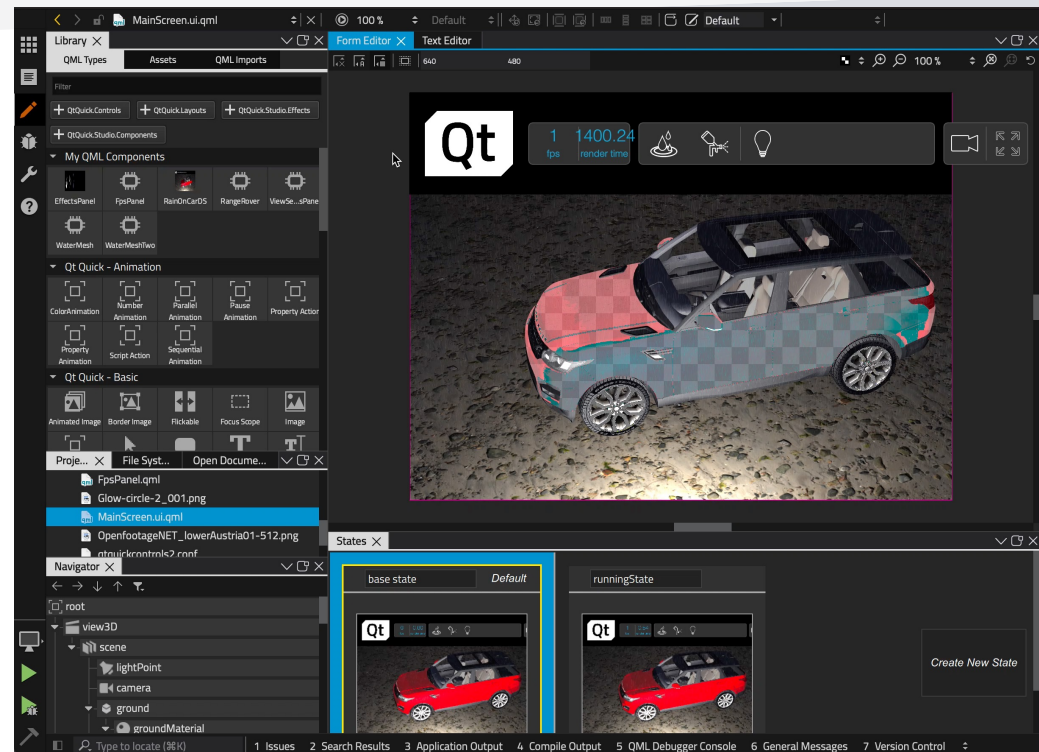 MainScreen.ui.qml
100 %
Default
Default
Library
QML Types Assets QML Imports
Filter
QtQuick.Controls QtQuick.Layouts QtQuick.Studio.Effects
QtQuick.Studio.Components
My QML Components
EffectsPanel FpsPanel RainOnCarDS RangeRover ViewSe...sPane
WaterMesh WaterMeshTwo
Qt Quick - Animation
ColorAnimation Number Animation Parallel Animation Pause Animation Property Action
Property Animation Script Action Sequential Animation
Qt Quick - Basic
Animated Image Border Image Flickable Focus Scope Image
Proje... File Syst... Open Docume...
FpsPanel.qml
Glow-circle-2_001.png
MainScreen.ui.qml
OpenfootageNET_lowerAustria01-512.png
qtquickcontrols2.conf
Navigator
root
view3D
scene
lightPoint
camera
ground
groundMaterial
Form Editor Text Editor
640 480
100 %
Qt
1 1400.24
fps render time
States
base state Default
runningState
Qt
Qt
Create New State
Type to locate (⌘K)
1 Issues 2 Search Results 3 Application Output 4 Compile Output 5 QML Debugger Console 6 General Messages 7 Version Control